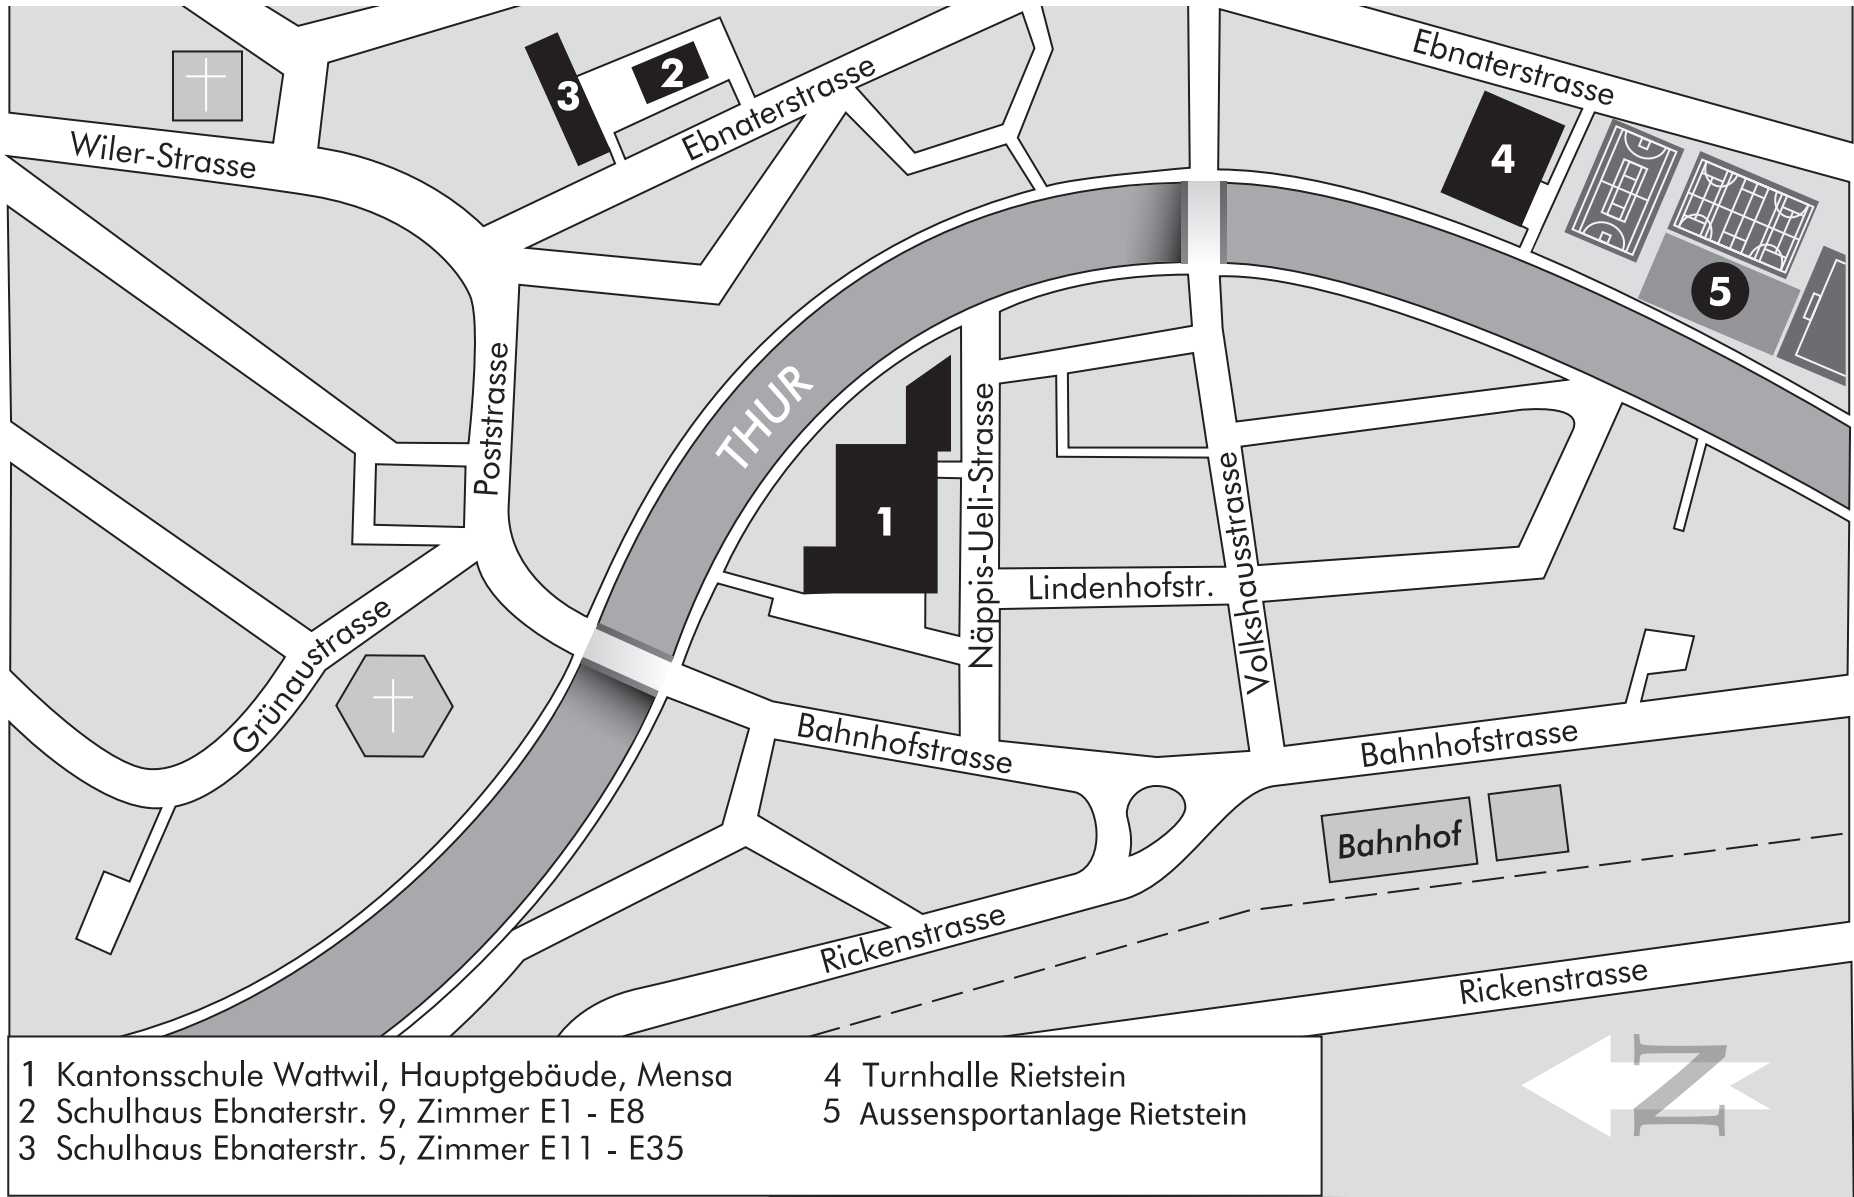 Ebnaterstrasse
3
2
Ebnaterstrasse
Wiler-Strasse
4
5
Poststrasse
THUR
Näppis-Ueli-Strasse
1
Volkshausstrasse
Lindenhofstr.
Grünaustrasse
Bahnhofstrasse
Bahnhofstrasse
Bahnhof
Rickenstrasse
Rickenstrasse
N
1 Kantonsschule Wattwil, Hauptgebäude, Mensa
2 Schulhaus Ebnaterstr. 9, Zimmer E1 - E8
3 Schulhaus Ebnaterstr. 5, Zimmer E11 - E35
4 Turnhalle Rietstein
5 Aussensportanlage Rietstein